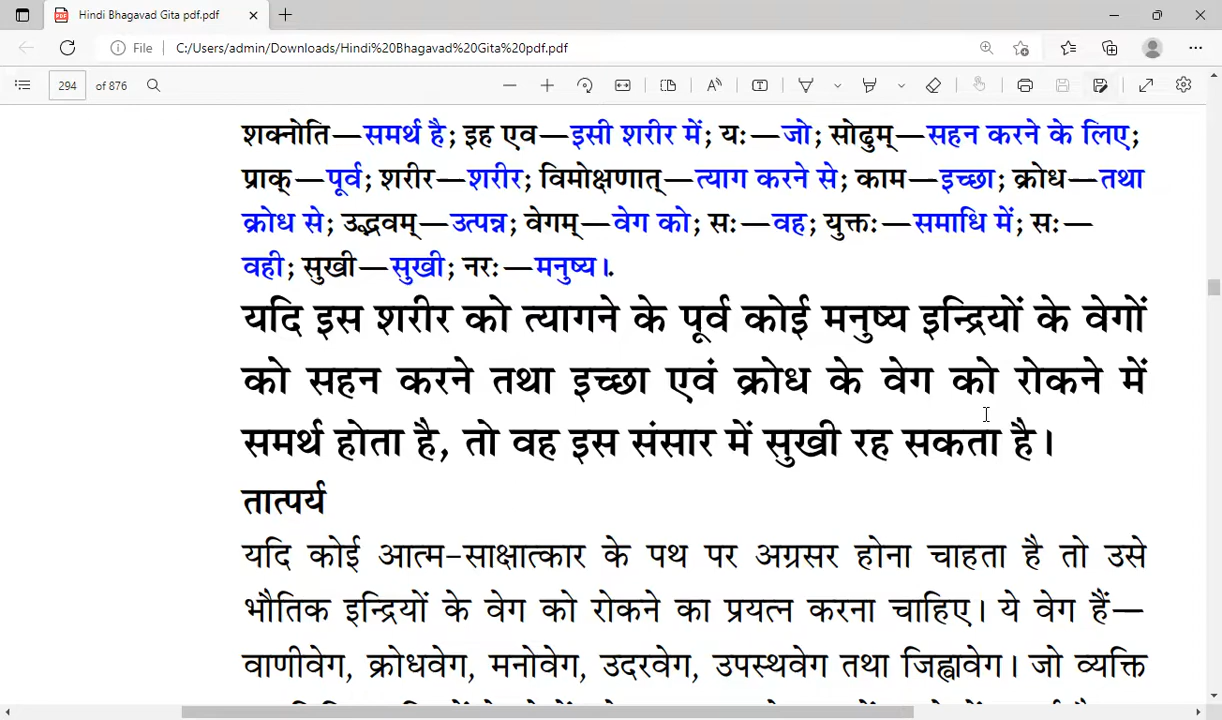 Hindi Bhagavad Gita pdf.pdf
File C:/Users/admin/Downloads/Hindi%20Bhagavad%20Gita%20pdf.pdf
294 of 876
शक्नोति—समर्थ है; इह एव—इसी शरीर में; यः—जो; सोढुम्—सहन करने के लिए;
प्राक्—पूर्व; शरीर—शरीर; विमोक्षणात्—त्याग करने से; काम—इच्छा; क्रोध—तथा
क्रोध से; उद्भवम्—उत्पन्न; वेगम्—वेग को; सः—वह; युक्तः—समाधि में; सः—
वही; सुखी—सुखी; नरः—मनुष्य।.
यदि इस शरीर को त्यागने के पूर्व कोई मनुष्य इन्द्रियों के वेगों
को सहन करने तथा इच्छा एवं क्रोध के वेग को रोकने में
समर्थ होता है, तो वह इस संसार में सुखी रह सकता है।
तात्पर्य
यदि कोई आत्म-साक्षात्कार के पथ पर अग्रसर होना चाहता है तो उसे
भौतिक इन्द्रियों के वेग को रोकने का प्रयत्न करना चाहिए। ये वेग हैं—
वाणीवेग, क्रोधवेग, मनोवेग, उदरवेग, उपस्थवेग तथा जिह्वावेग। जो व्यक्ति